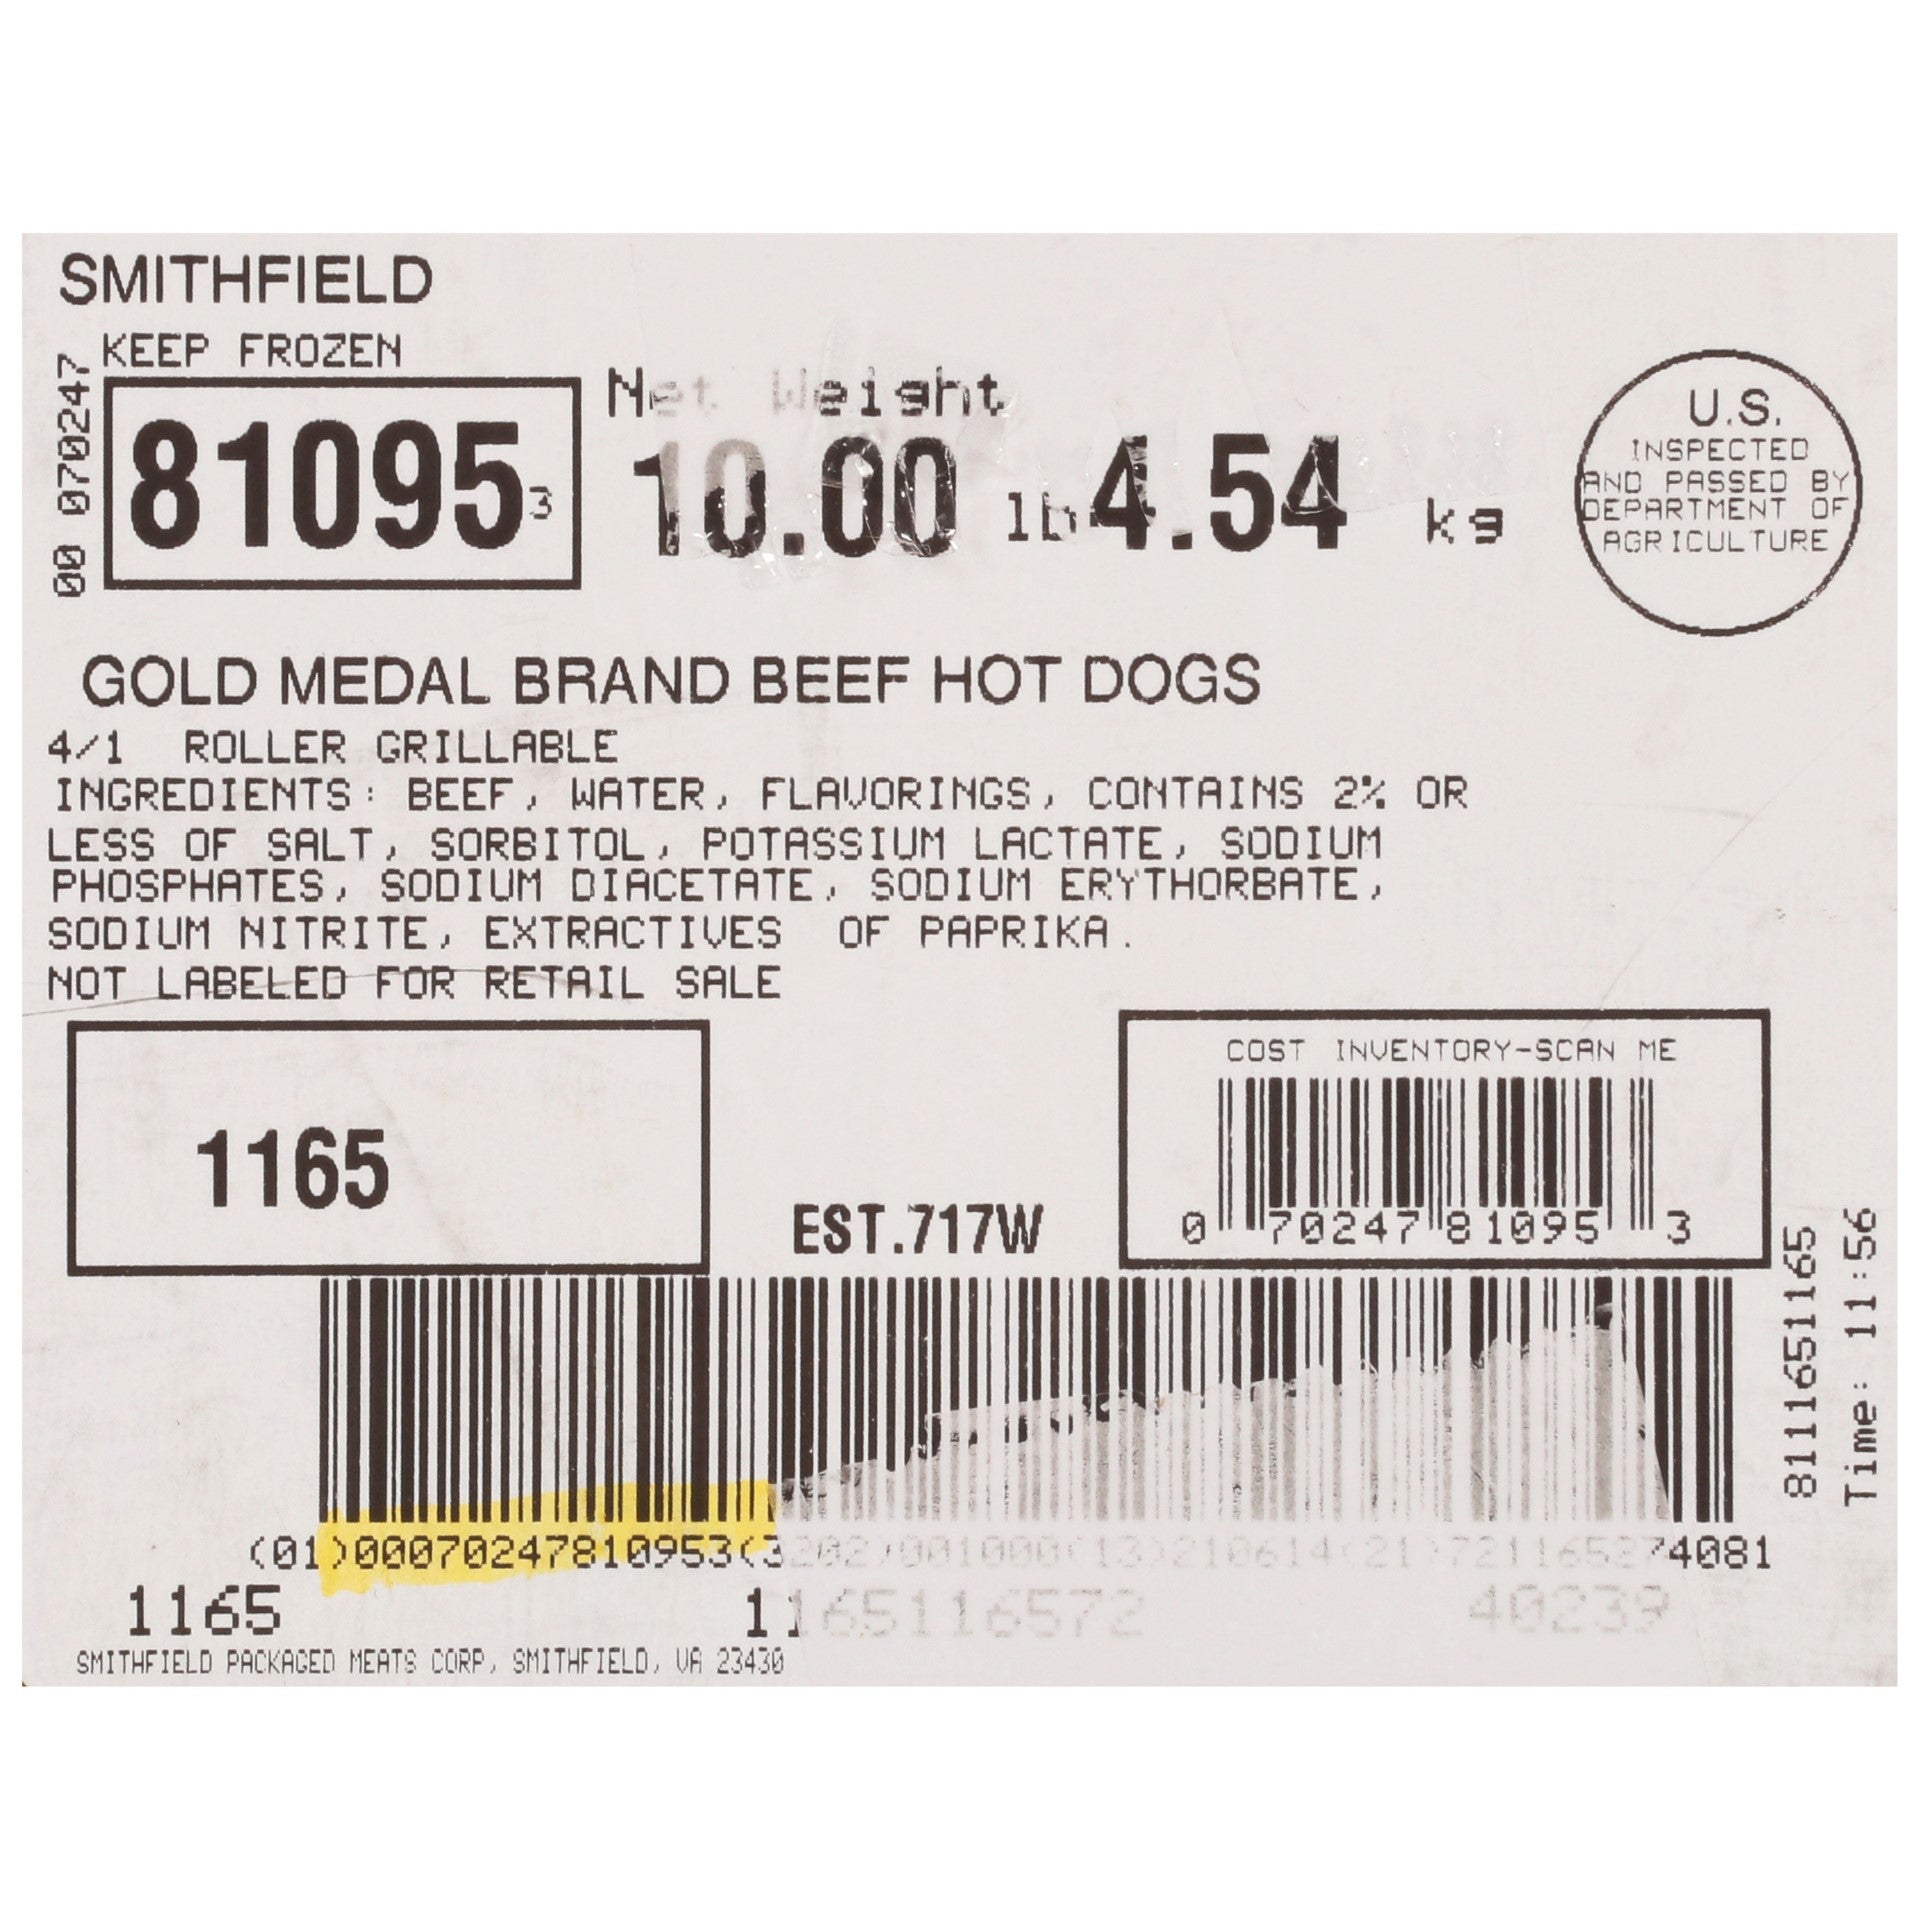 SMITHFIELD
KEEP FROZEN
00 070247
81095 3
Net Weight
10.00 lb 4.54 kg
U.S.
INSPECTED
AND PASSED BY
DEPARTMENT OF
AGRICULTURE
GOLD MEDAL BRAND BEEF HOT DOGS
4/1 ROLLER GRILLABLE
INGREDIENTS: BEEF, WATER, FLAVORINGS, CONTAINS 2% OR
LESS OF SALT, SORBITOL, POTASSIUM LACTATE, SODIUM
PHOSPHATES, SODIUM DIACETATE, SODIUM ERYTHORBATE,
SODIUM NITRITE, EXTRACTIVES OF PAPRIKA.
NOT LABELED FOR RETAIL SALE
1165
EST.717W
COST INVENTORY-SCAN ME
0 70247 81095 3
811651165
Time: 11:56
(01)00070247810953(3202)001000(13)210614(21)
1165
1165116572
40239
SMITHFIELD PACKAGED MEATS CORP, SMITHFIELD, VA 23430